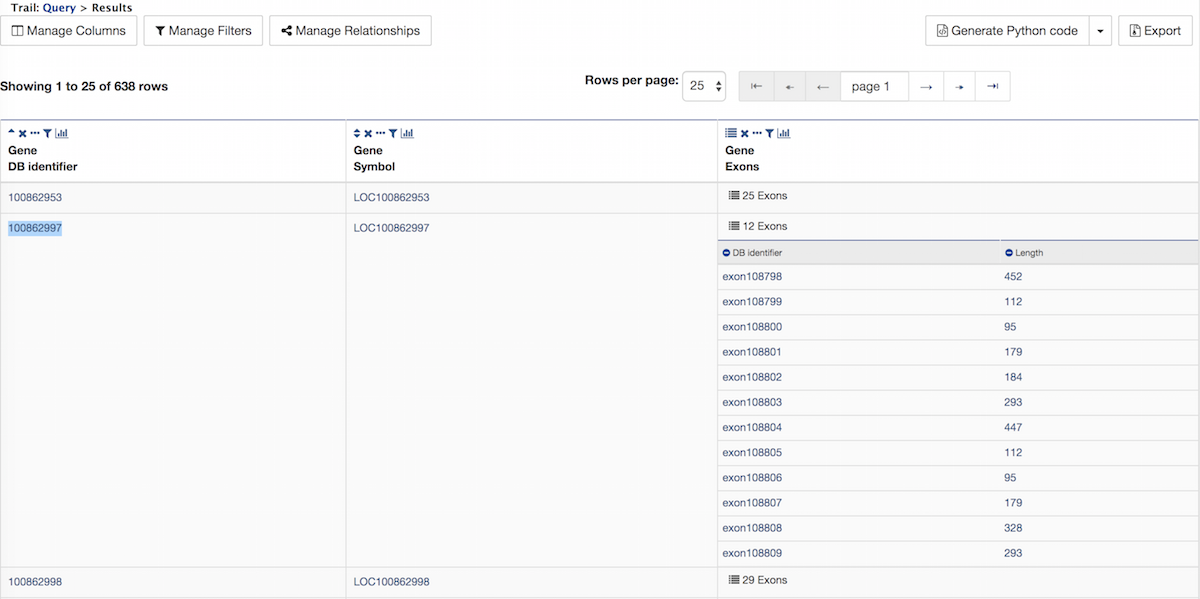 Trail: Query > Results
Manage Columns Manage Filters Manage Relationships Generate Python code Export
Showing 1 to 25 of 638 rows Rows per page: 25 page 1
Gene Gene Gene
DB identifier Symbol Exons
100862953 LOC100862953 25 Exons
100862997 LOC100862997 12 Exons
DB identifier Length
exon108798 452
exon108799 112
exon108800 95
exon108801 179
exon108802 184
exon108803 293
exon108804 447
exon108805 112
exon108806 95
exon108807 179
exon108808 328
exon108809 293
100862998 LOC100862998 29 Exons